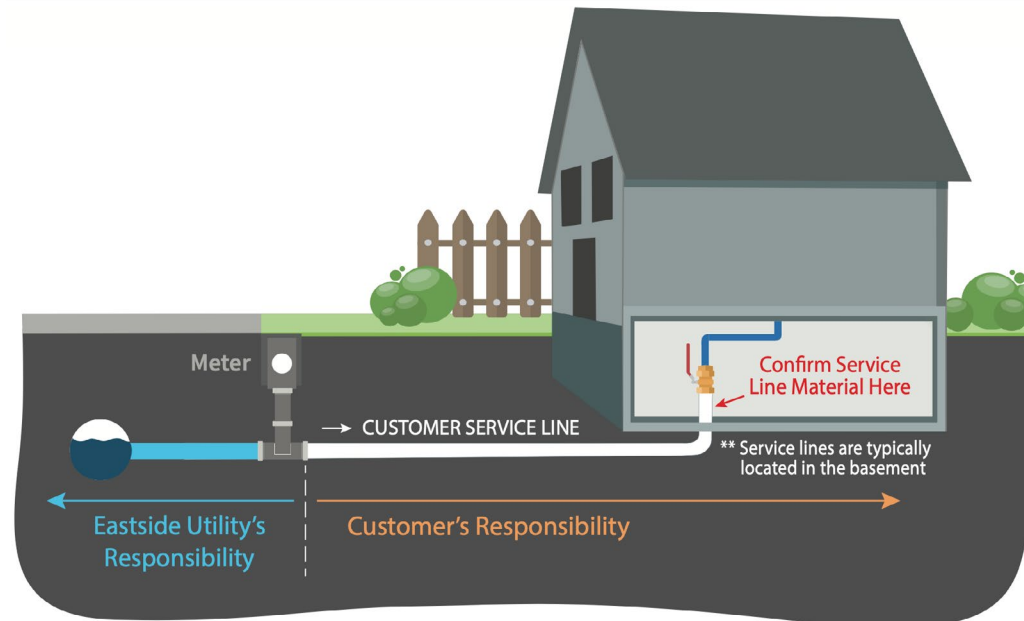 Meter
Confirm Service
Line Material Here
→ CUSTOMER SERVICE LINE
** Service lines are typically
located in the basement
Eastside Utility's
Responsibility
Customer's Responsibility